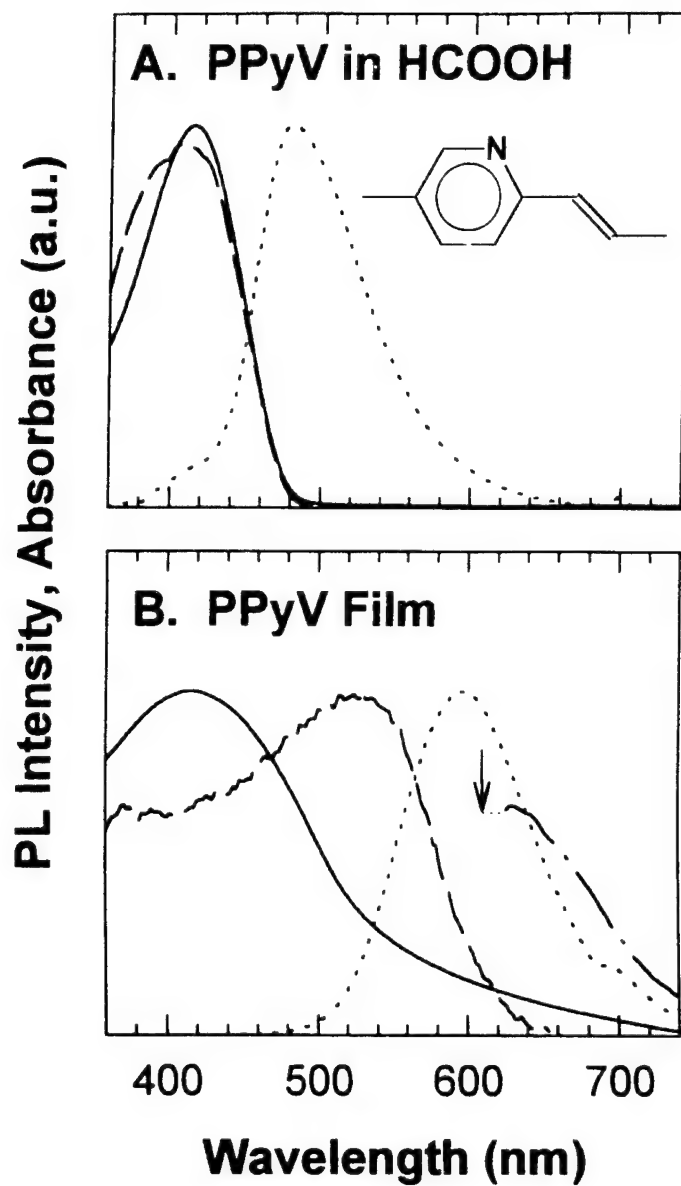 A. PPyV in HCOOH
N
PL Intensity, Absorbance (a.u.)
B. PPyV Film
400 500 600 700
Wavelength (nm)